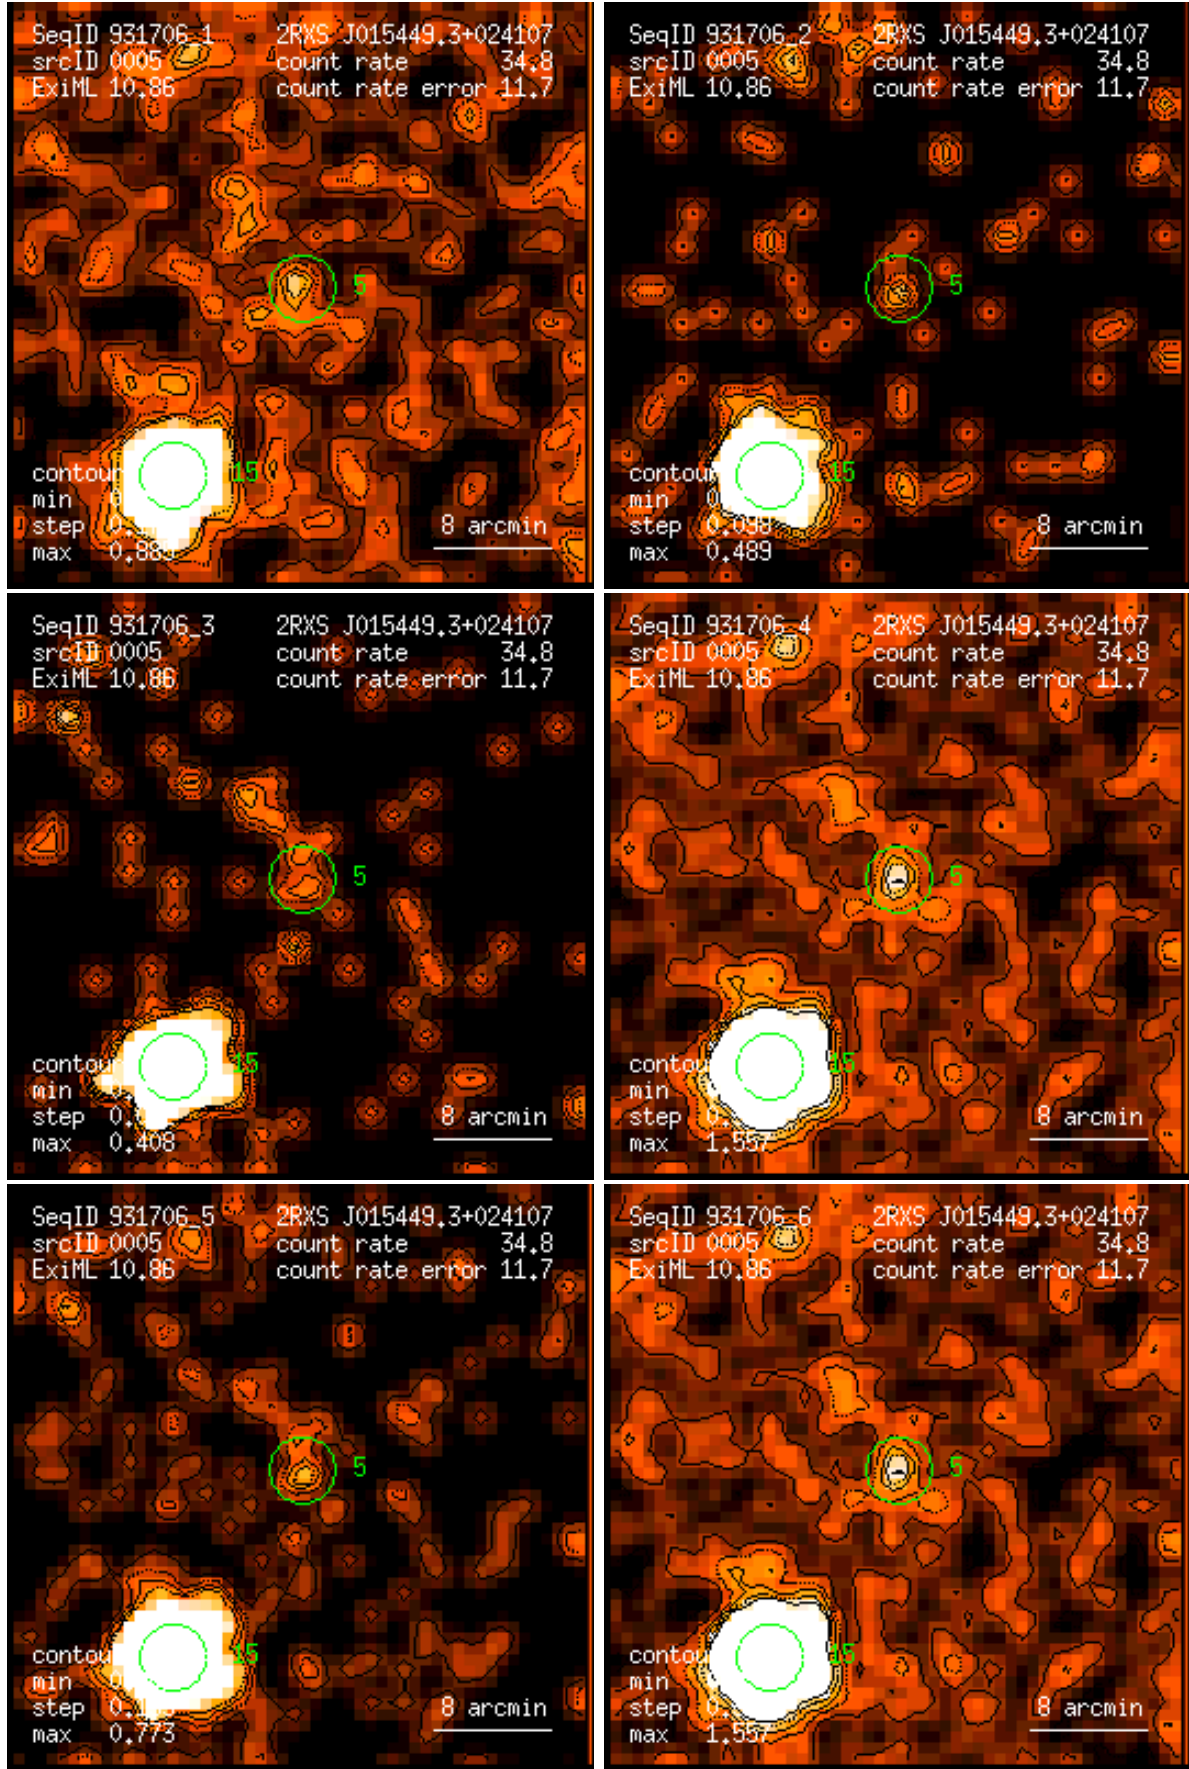 SeqID 931706_1 2RXS J015449.3+024107
srcID 0005 count rate 34.8
ExiML 10.86 count rate error 11.7
5
contour
15
min
step
8 arcmin
max
SeqID 931706_2 2RXS J015449.3+024107
srcID 0005 count rate 34.8
ExiML 10.86 count rate error 11.7
5
contour
15
min
step 0.098
8 arcmin
max 0.489
SeqID 931706_3 2RXS J015449.3+024107
srcID 0005 count rate 34.8
ExiML 10.86 count rate error 11.7
5
contour
15
min
step
8 arcmin
max 0.408
SeqID 931706_4 2RXS J015449.3+024107
srcID 0005 count rate 34.8
ExiML 10.86 count rate error 11.7
5
contour
15
min
step
8 arcmin
max 1.557
SeqID 931706_5 2RXS J015449.3+024107
srcID 0005 count rate 34.8
ExiML 10.86 count rate error 11.7
5
contour
15
min
step
8 arcmin
max 0.773
SeqID 931706_6 2RXS J015449.3+024107
srcID 0005 count rate 34.8
ExiML 10.86 count rate error 11.7
5
contour
15
min
step
8 arcmin
max 1.557